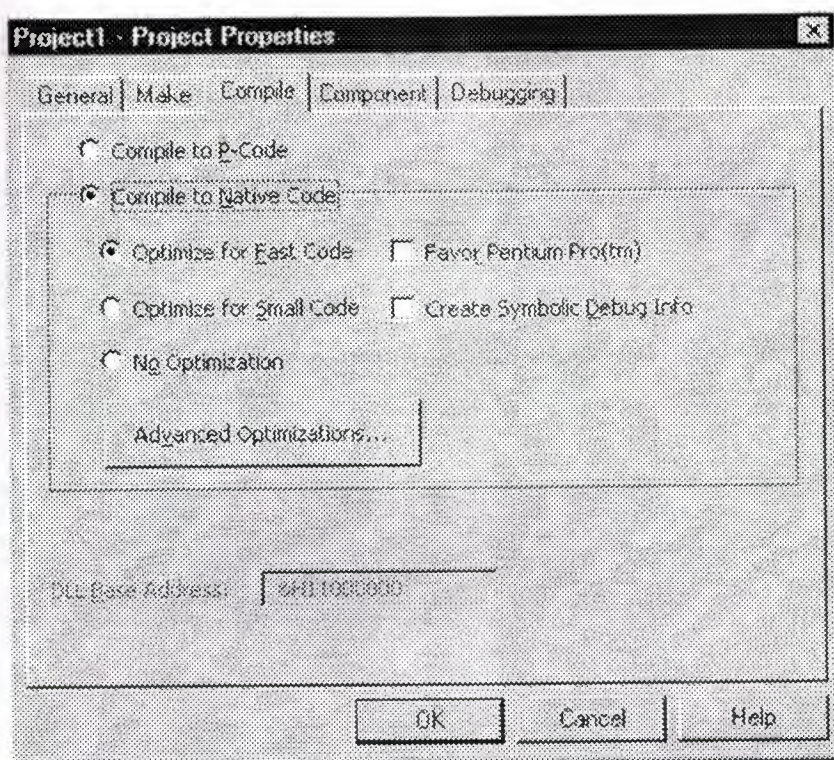 Project1 - Project Properties
General Make Compile Component Debugging
Compile to P-Code
Compile to Native Code
Optimize for Fast Code Favor Pentium Pro(tm)
Optimize for Small Code Create Symbolic Debug Info
No Optimization
Advanced Optimizations...
DLL Base Address: &H11000000
OK Cancel Help